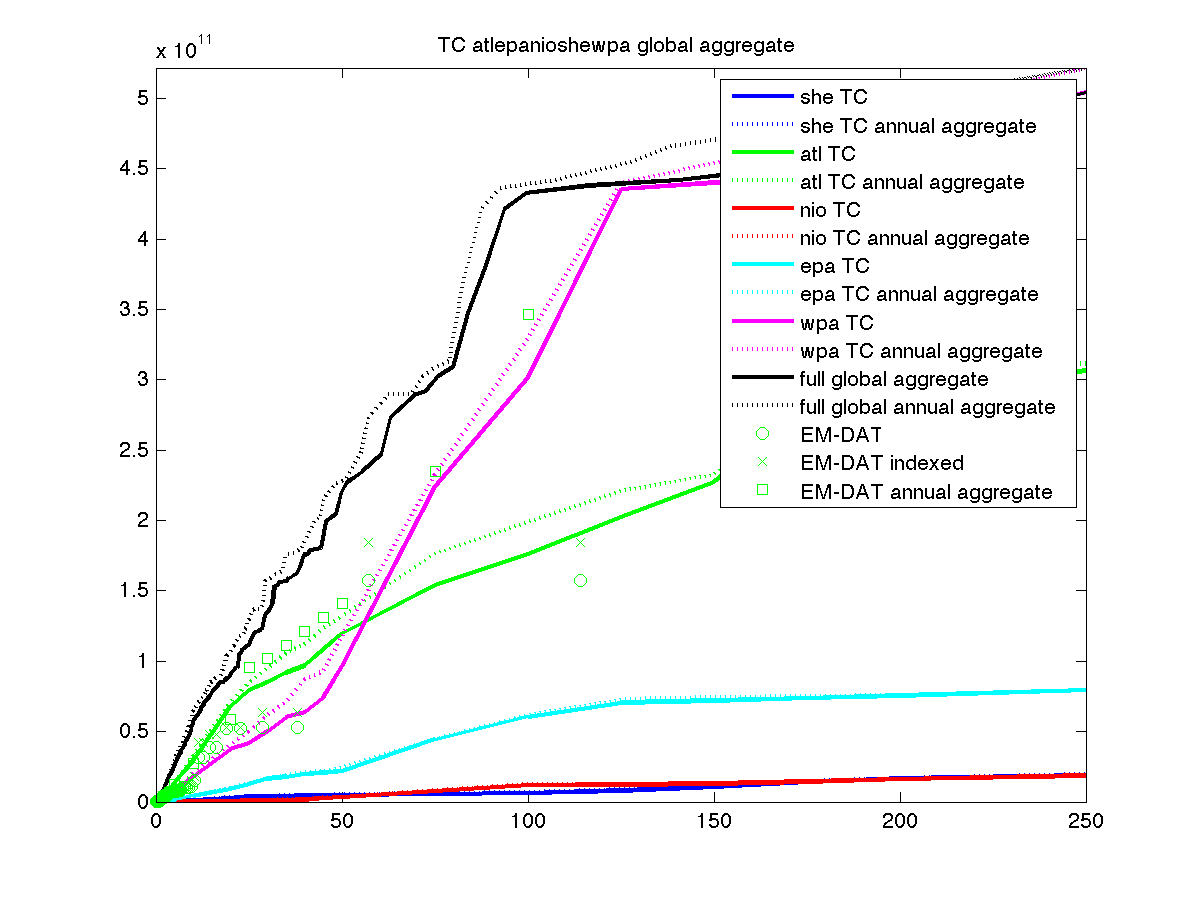 x 10^11
TC atlepanioshewpa global aggregate
5
4.5
4
3.5
3
2.5
2
1.5
1
0.5
0
0 50 100 150 200 250
she TC
she TC annual aggregate
atl TC
atl TC annual aggregate
nio TC
nio TC annual aggregate
epa TC
epa TC annual aggregate
wpa TC
wpa TC annual aggregate
full global aggregate
full global annual aggregate
EM-DAT
EM-DAT indexed
EM-DAT annual aggregate